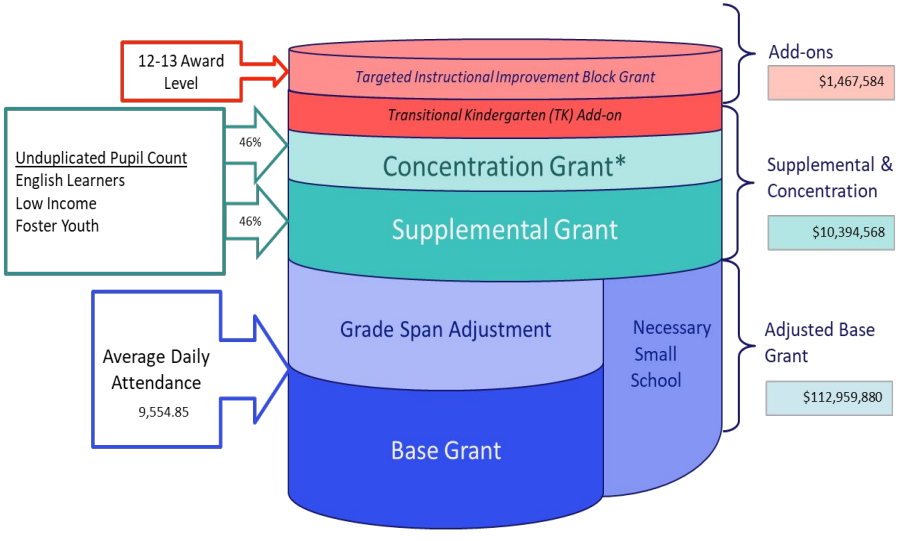 12-13 Award
Level
Targeted Instructional Improvement Block Grant
Add-ons
$1,467,584
Transitional Kindergarten (TK) Add-on
Unduplicated Pupil Count
English Learners
Low Income
Foster Youth
46%
46%
Concentration Grant*
Supplemental Grant
Supplemental &
Concentration
$10,394,568
Average Daily
Attendance
9,554.85
Grade Span Adjustment
Base Grant
Necessary
Small
School
Adjusted Base
Grant
$112,959,880